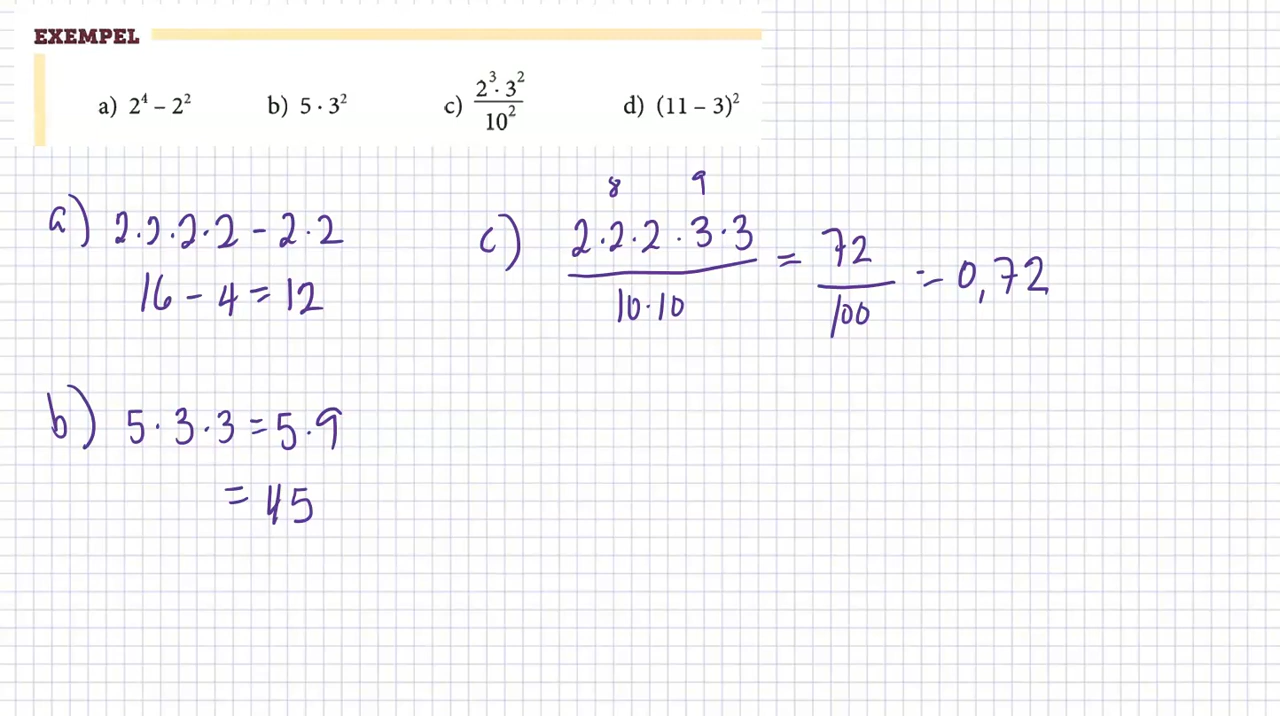 EXEMPEL
a) 2⁴ – 2² b) 5 · 3² c) (2³ · 3²)/10² d) (11 – 3)²
a) 2·2·2·2 - 2·2
16 - 4 = 12
b) 5·3·3 = 5·9
= 45
8 9
c) (2·2·2·3·3)/(10·10) = 72/100 = 0,72